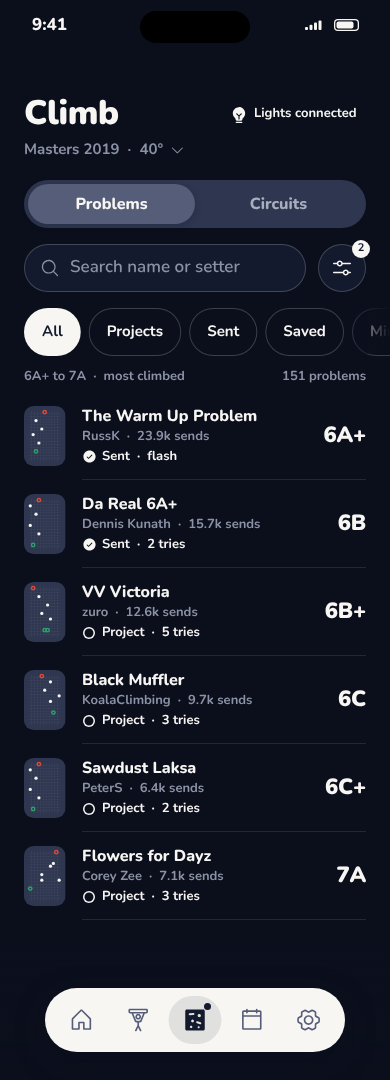 9:41
Climb
Lights connected
Masters 2019 · 40°
Problems
Circuits
Search name or setter
2
All
Projects
Sent
Saved
6A+ to 7A · most climbed
151 problems
The Warm Up Problem
RussK · 23.9k sends
6A+
Sent · flash
Da Real 6A+
Dennis Kunath · 15.7k sends
6B
Sent · 2 tries
VV Victoria
zuro · 12.6k sends
6B+
Project · 5 tries
Black Muffler
KoalaClimbing · 9.7k sends
6C
Project · 3 tries
Sawdust Laksa
PeterS · 6.4k sends
6C+
Project · 2 tries
Flowers for Dayz
Corey Zee · 7.1k sends
7A
Project · 3 tries